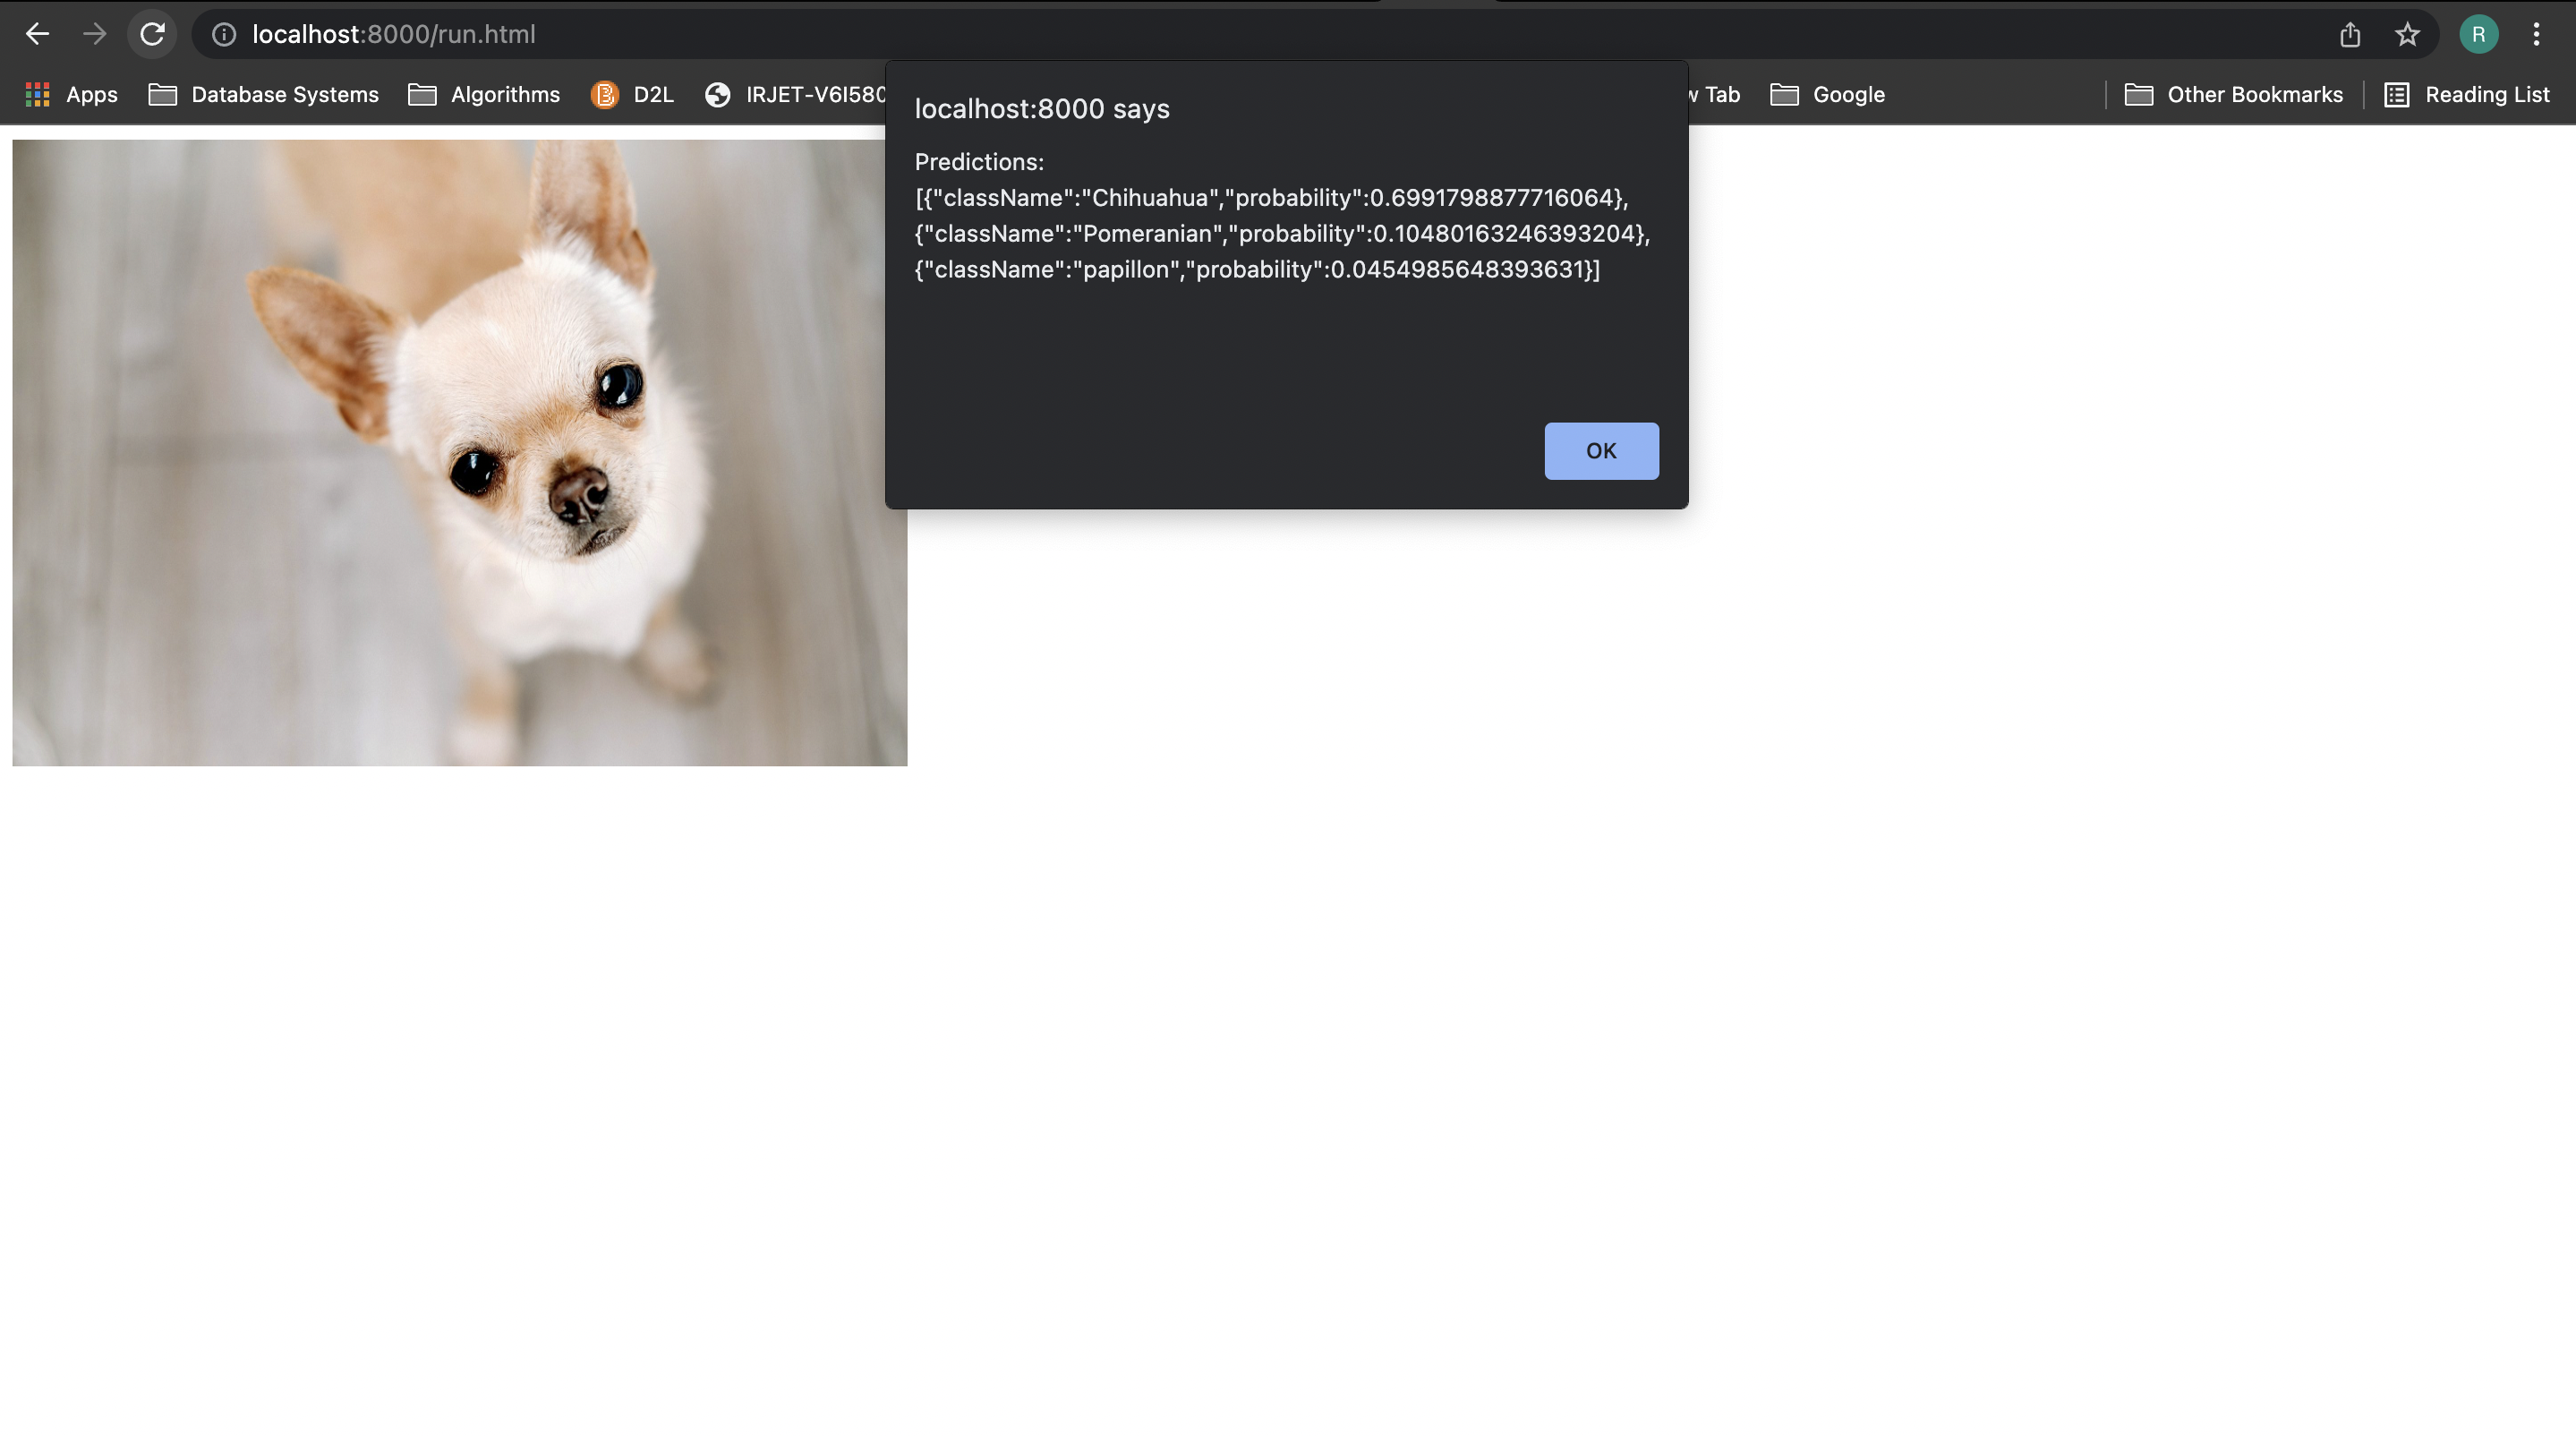 localhost:8000/run.html
R
Apps Database Systems Algorithms D2L IRJET-V6I580 Tab Google Other Bookmarks Reading List
localhost:8000 says
Predictions:
[{"className":"Chihuahua","probability":0.6991798877716064},
{"className":"Pomeranian","probability":0.10480163246393204},
{"className":"papillon","probability":0.0454985648393631}]
OK